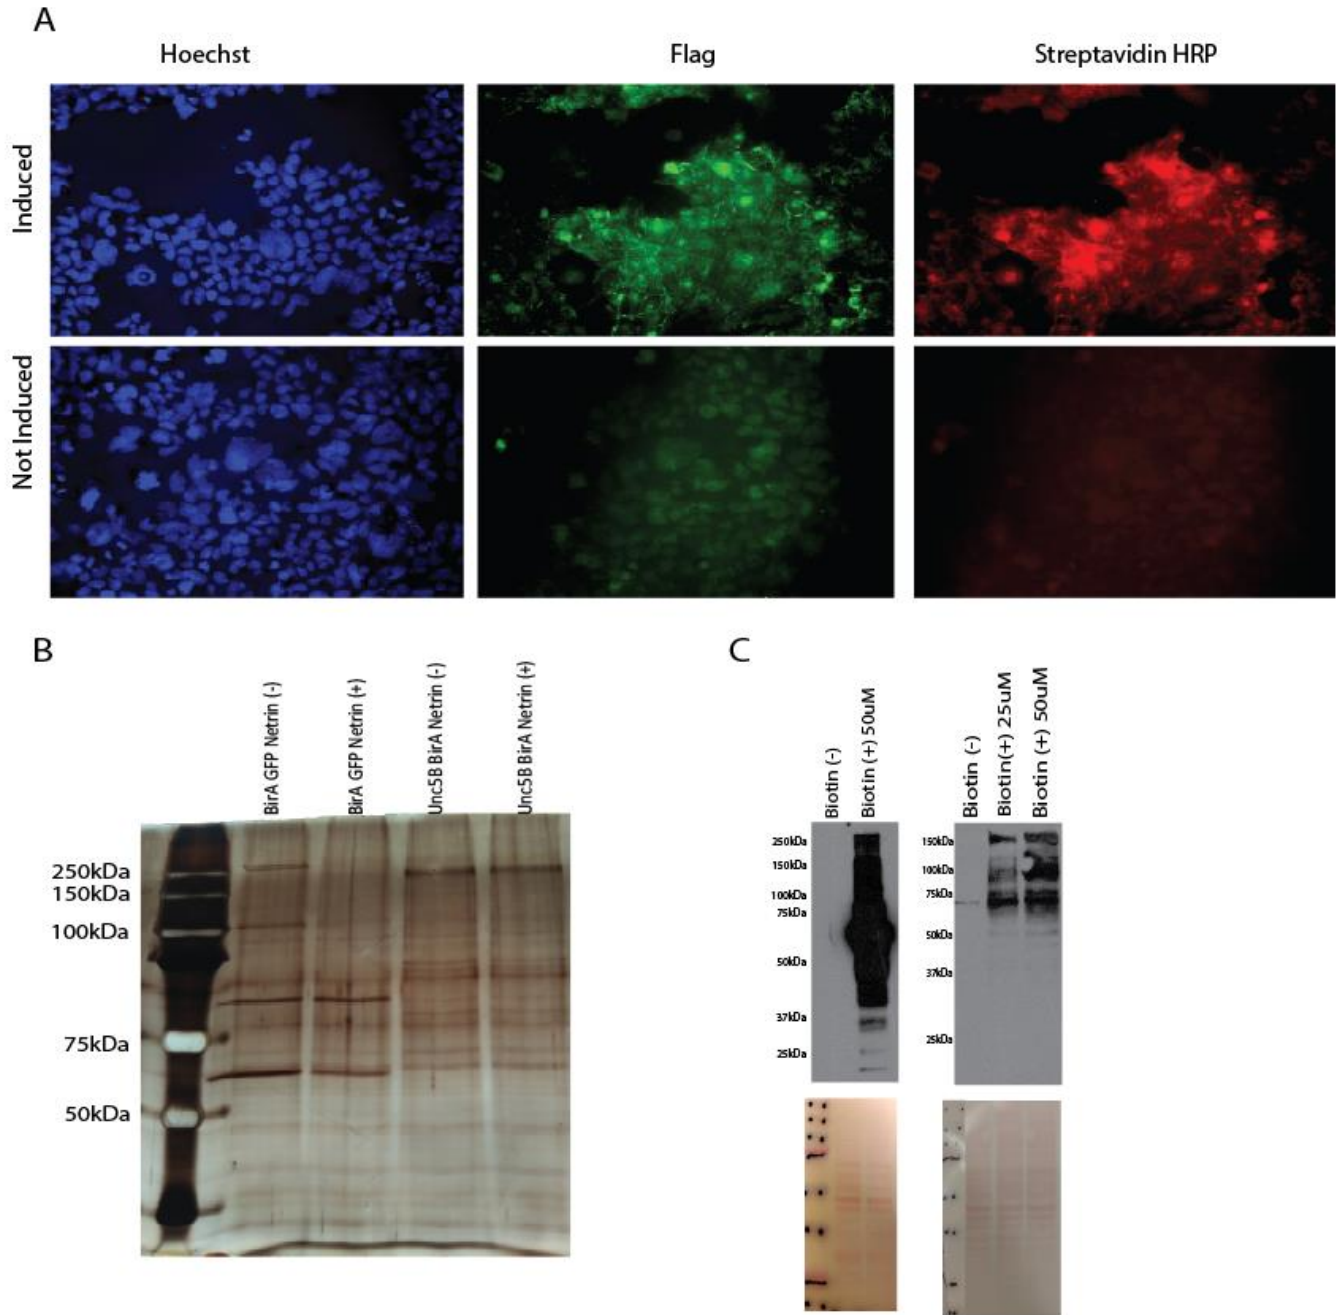 A
Hoechst Flag Streptavidin HRP
Induced
Not Induced
B
BirA GFP Netrin (-)
BirA GFP Netrin (+)
Unc5B BirA Netrin (-)
Unc5B BirA Netrin (+)
250kDa
150kDa
100kDa
75kDa
50kDa
C
Biotin (-)
Biotin (+) 50uM
250kDa
150kDa
100kDa
75kDa
50kDa
37kDa
25kDa
Biotin (-)
Biotin(+) 25uM
Biotin (+) 50uM
150kDa
100kDa
75kDa
50kDa
37kDa
25kDa